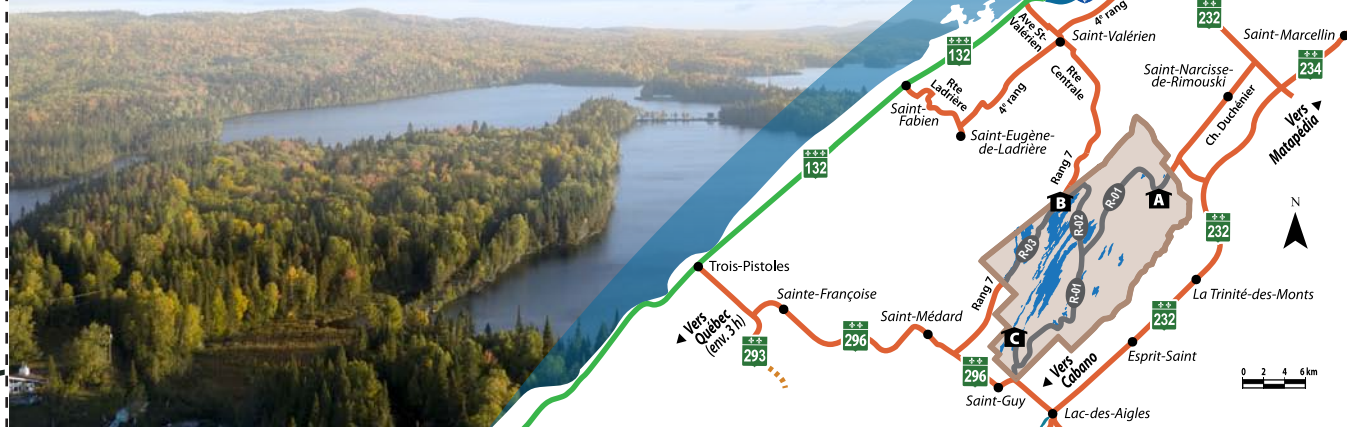 232
Saint-Marcellin
234
Ave St-
Valérien
4e rang
Saint-Valérien
132
Rte
Ladrière
Rte
Centrale
Saint-Narcisse-
de-Rimouski
4e rang
Saint-
Fabien
Saint-Eugène-
de-Ladrière
Ch. Duchénier
Vers
Matapédia
132
Rang 7
R-01
B
A
R-02
R-03
232
N
Trois-Pistoles
Rang 7
R-01
La Trinité-des-Monts
Sainte-Françoise
Saint-Médard
Vers
Québec
(env. 3 h)
293
296
C
232
Esprit-Saint
Vers
Cabano
296
Saint-Guy
Lac-des-Aigles
0 2 4 6 km